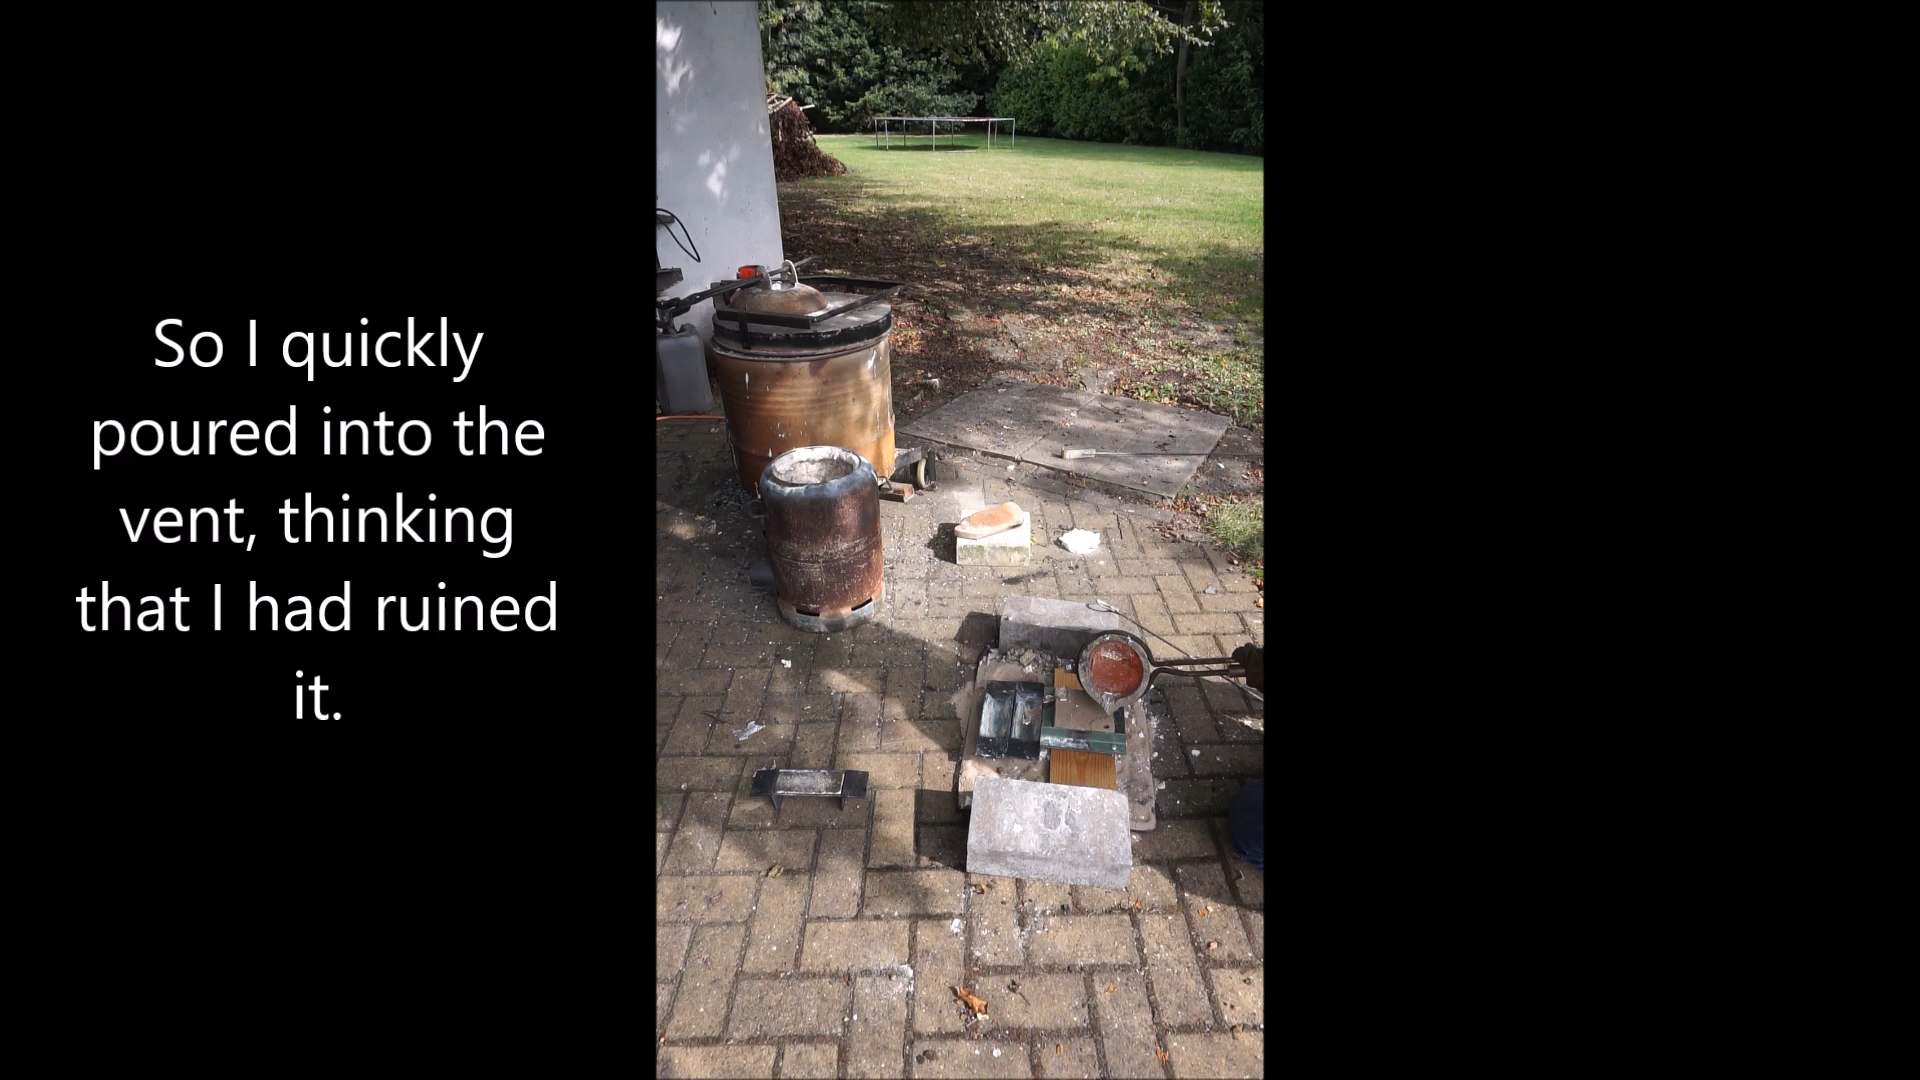 So I quickly
poured into the
vent, thinking
that I had ruined
it.